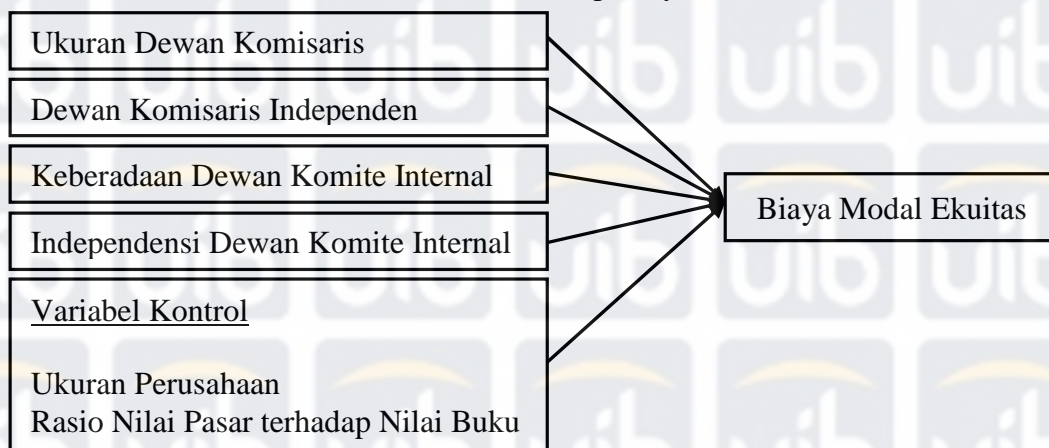 Ukuran Dewan Komisaris
Dewan Komisaris Independen
Keberadaan Dewan Komite Internal
Independensi Dewan Komite Internal
Variabel Kontrol
Ukuran Perusahaan
Rasio Nilai Pasar terhadap Nilai Buku
Biaya Modal Ekuitas
uib